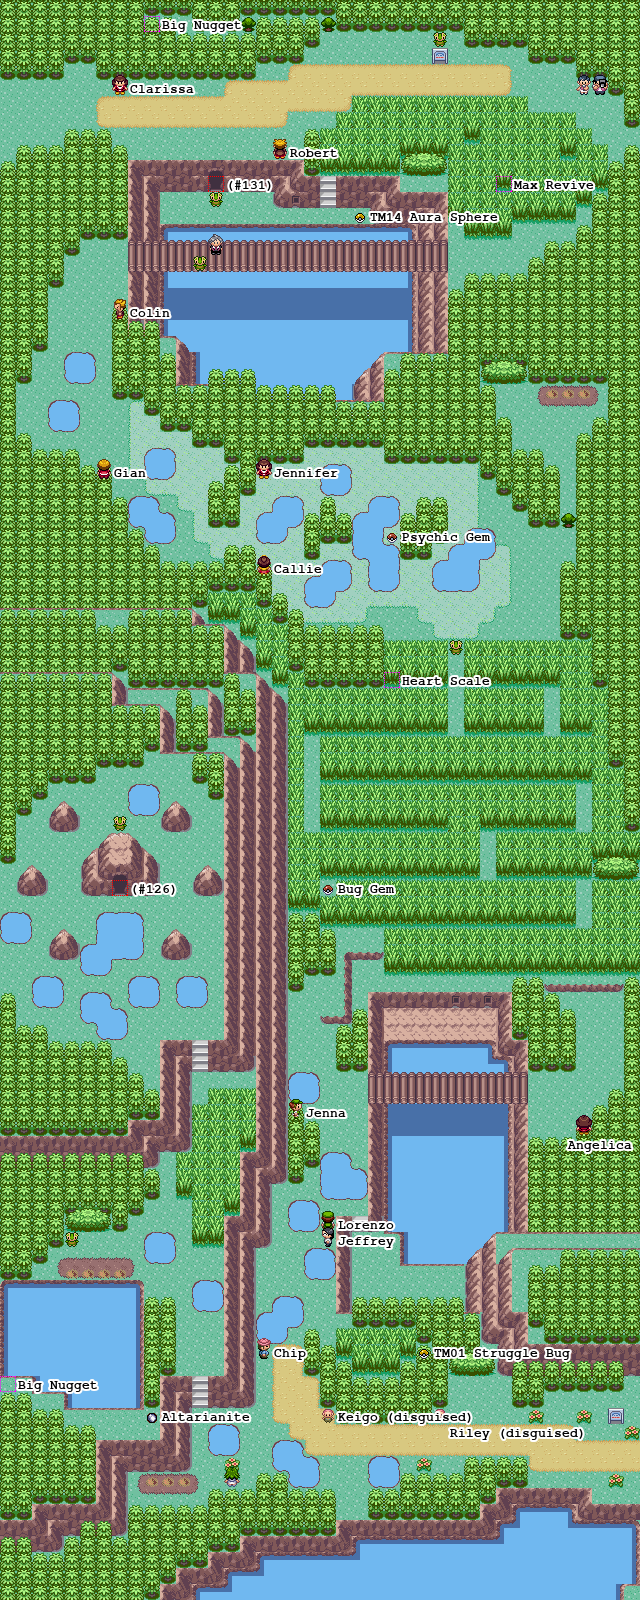 Big Nugget
Clarissa
Robert
(#131)
Max Revive
TM14 Aura Sphere
Colin
Gian
Jennifer
Psychic Gem
Callie
Heart Scale
(#126)
Bug Gem
Jenna
Angelica
Lorenzo
Jeffrey
Chip
TM01 Struggle Bug
Big Nugget
Altarianite
Keigo (disguised)
Riley (disguised)